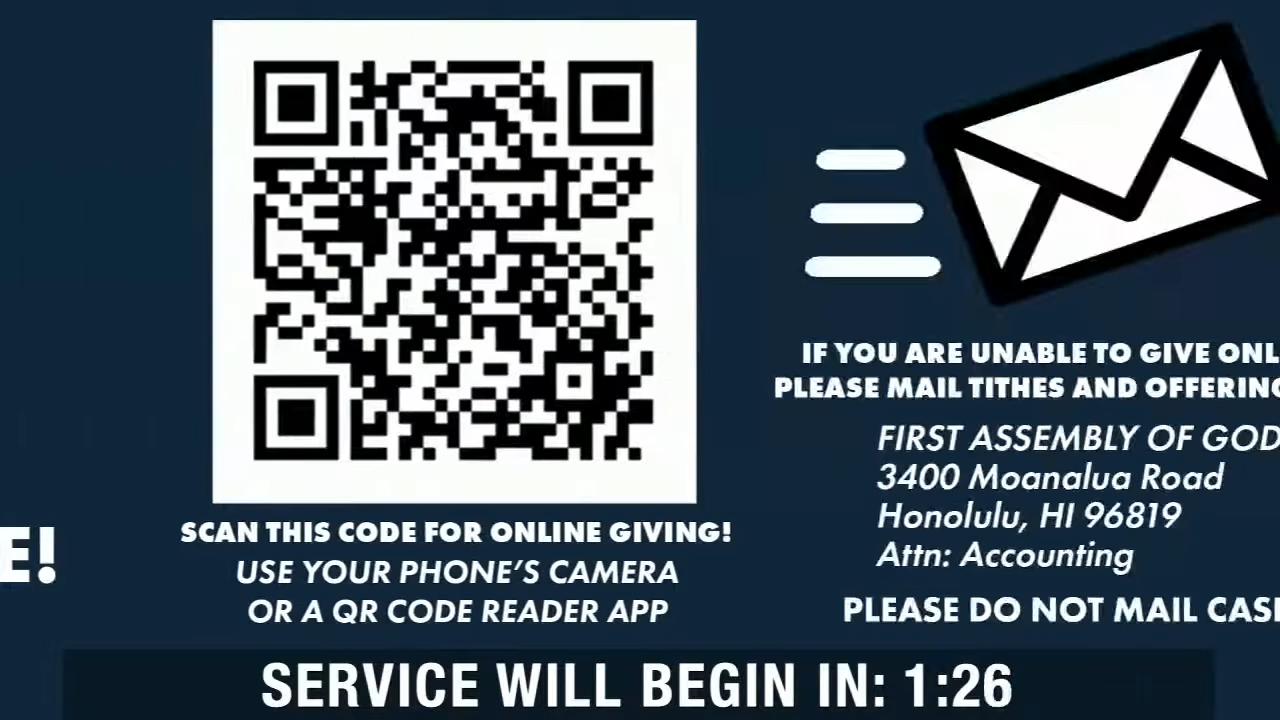 E!
SCAN THIS CODE FOR ONLINE GIVING!
USE YOUR PHONE'S CAMERA
OR A QR CODE READER APP
IF YOU ARE UNABLE TO GIVE ONL
PLEASE MAIL TITHES AND OFFERING
FIRST ASSEMBLY OF GOD
3400 Moanalua Road
Honolulu, HI 96819
Attn: Accounting
PLEASE DO NOT MAIL CASH
SERVICE WILL BEGIN IN: 1:26